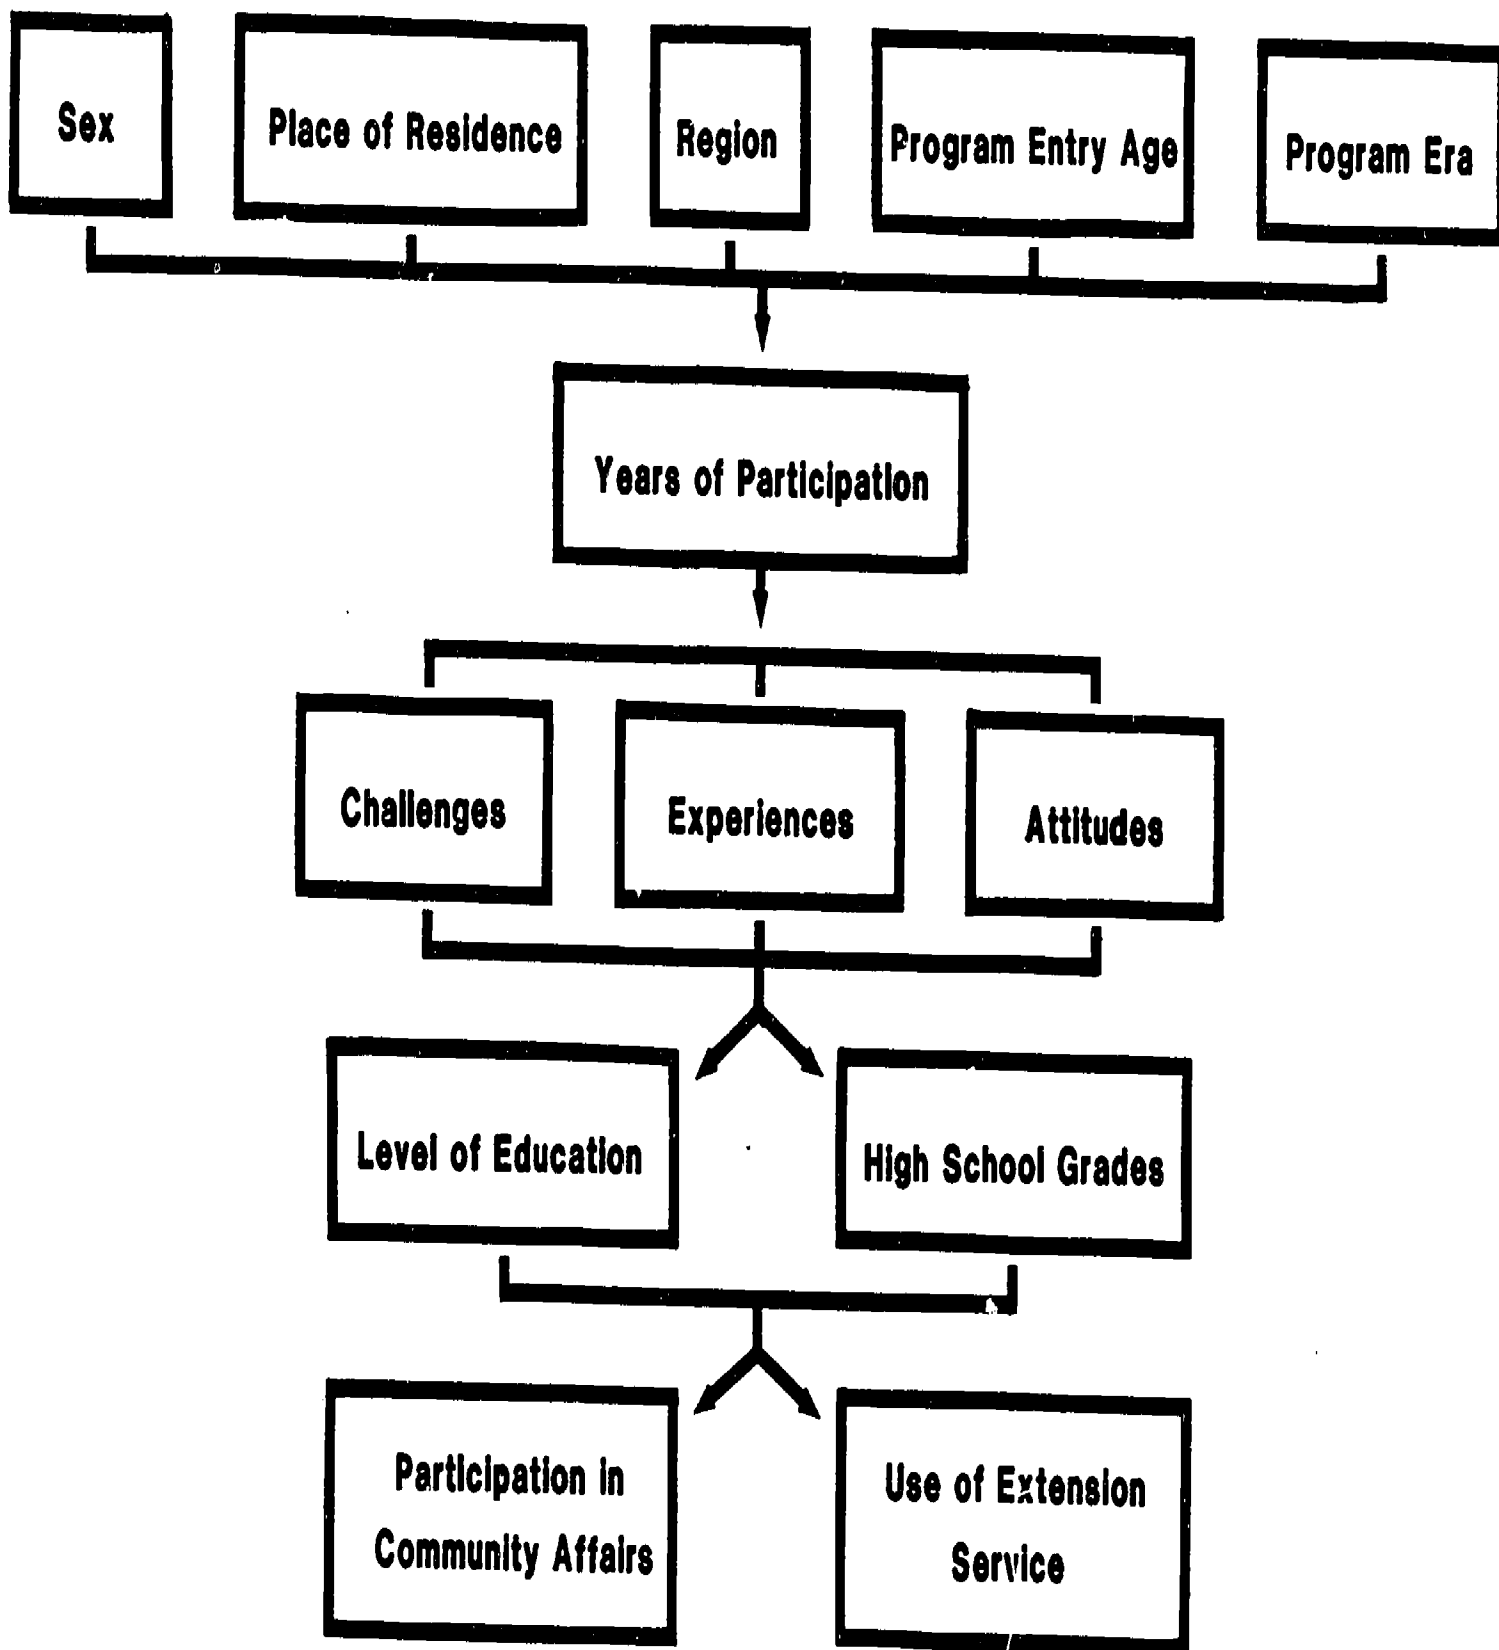 Sex
Place of Residence
Region
Program Entry Age
Program Era
Years of Participation
Challenges
Experiences
Attitudes
Level of Education
High School Grades
Participation in
Community Affairs
Use of Extension
Service